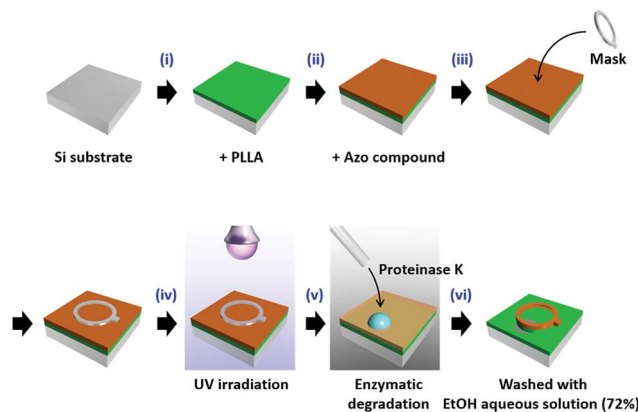 (i)
(ii)
(iii)
Mask
Si substrate
+ PLLA
+ Azo compound
(iv)
(v)
(vi)
Proteinase K
UV irradiation
Enzymatic
degradation
Washed with
EtOH aqueous solution (72%)